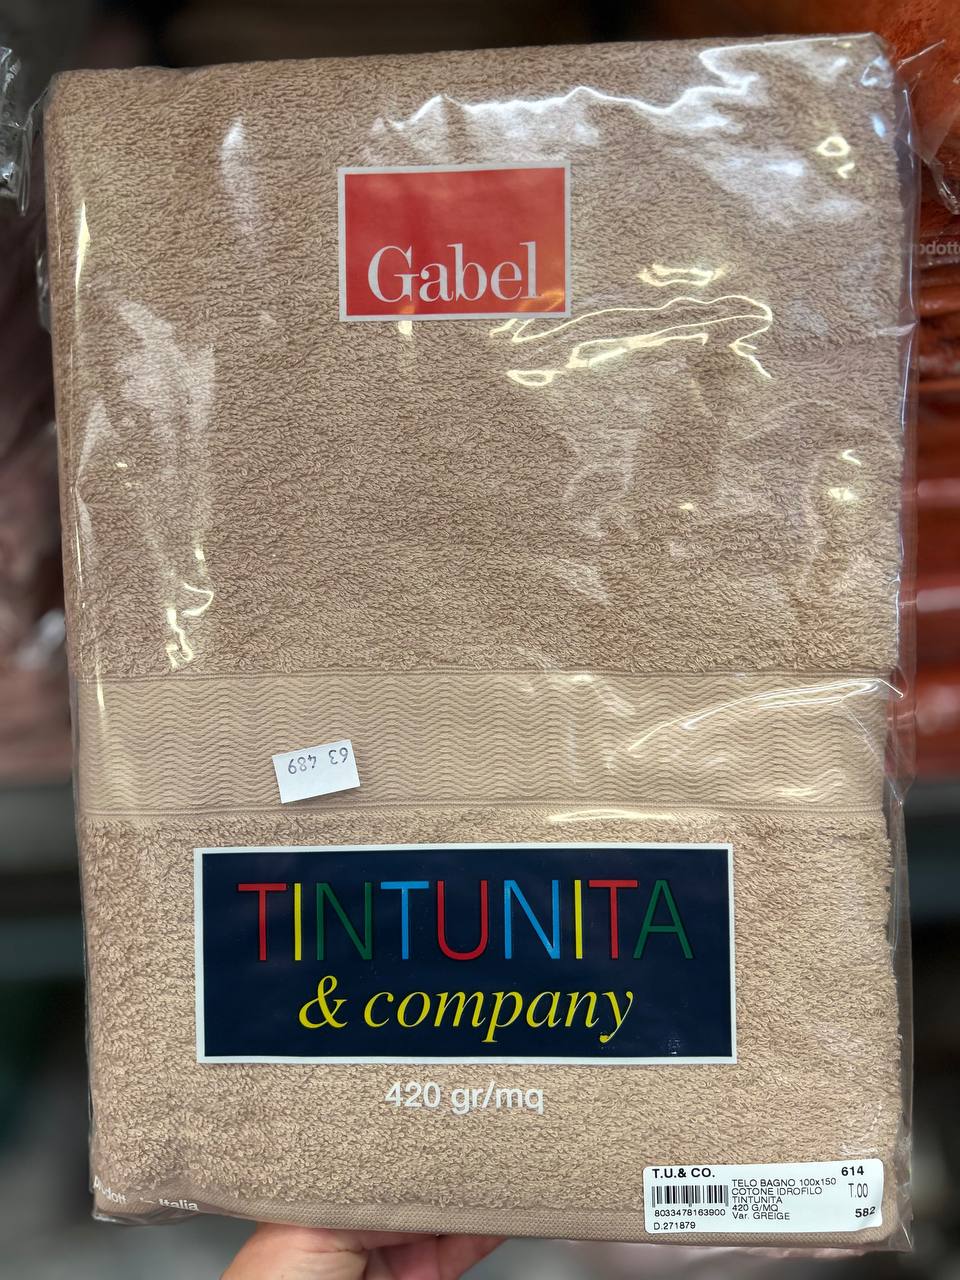 Gabel
63 489
TINTUNITA
& company
420 gr/mq
T.U.& CO. 614
TELO BAGNO 100x150
COTONE IDROFILO T.00
TINTUNITA
420 G/MQ
8033478163900 Var. GREIGE 582
D.271879
Italia